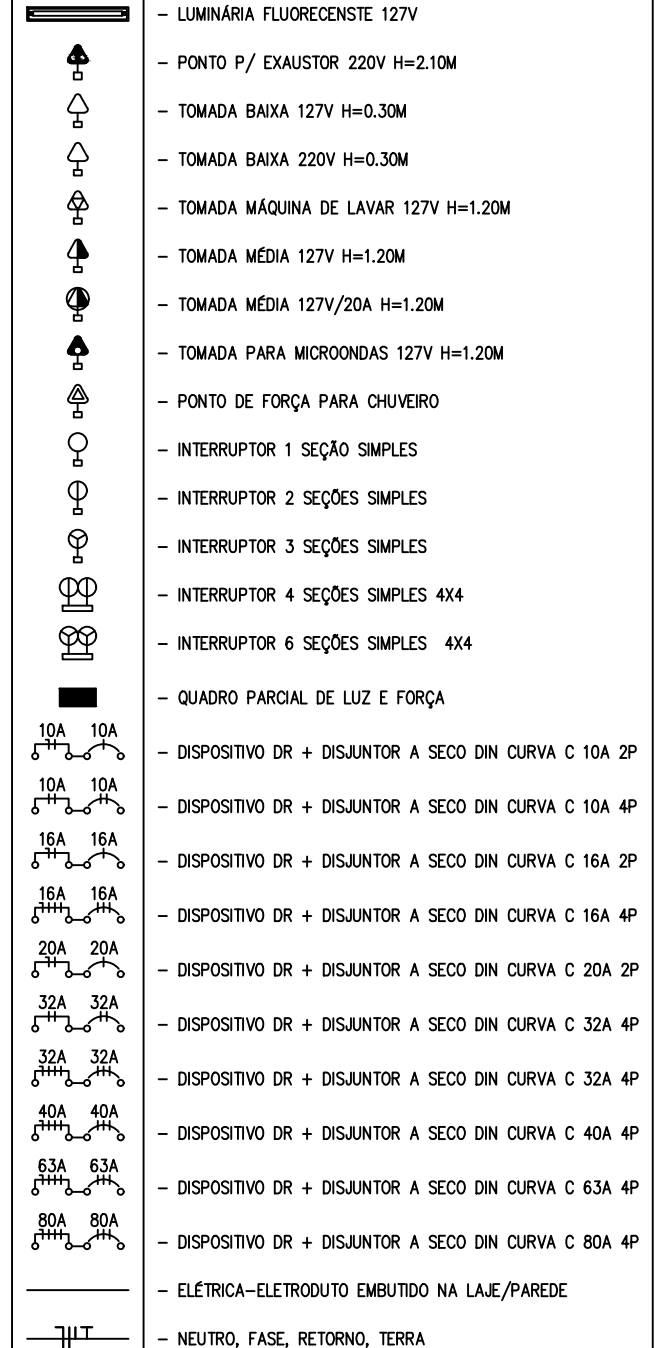 – LUMINÁRIA FLUORECENSTE 127V
– PONTO P/ EXAUSTOR 220V H=2.10M
– TOMADA BAIXA 127V H=0.30M
– TOMADA BAIXA 220V H=0.30M
– TOMADA MÁQUINA DE LAVAR 127V H=1.20M
– TOMADA MÉDIA 127V H=1.20M
– TOMADA MÉDIA 127V/20A H=1.20M
– TOMADA PARA MICROONDAS 127V H=1.20M
– PONTO DE FORÇA PARA CHUVEIRO
– INTERRUPTOR 1 SEÇÃO SIMPLES
– INTERRUPTOR 2 SEÇÕES SIMPLES
– INTERRUPTOR 3 SEÇÕES SIMPLES
– INTERRUPTOR 4 SEÇÕES SIMPLES 4X4
– INTERRUPTOR 6 SEÇÕES SIMPLES 4X4
– QUADRO PARCIAL DE LUZ E FORÇA
10A 10A – DISPOSITIVO DR + DISJUNTOR A SECO DIN CURVA C 10A 2P
10A 10A – DISPOSITIVO DR + DISJUNTOR A SECO DIN CURVA C 10A 4P
16A 16A – DISPOSITIVO DR + DISJUNTOR A SECO DIN CURVA C 16A 2P
16A 16A – DISPOSITIVO DR + DISJUNTOR A SECO DIN CURVA C 16A 4P
20A 20A – DISPOSITIVO DR + DISJUNTOR A SECO DIN CURVA C 20A 2P
32A 32A – DISPOSITIVO DR + DISJUNTOR A SECO DIN CURVA C 32A 4P
32A 32A – DISPOSITIVO DR + DISJUNTOR A SECO DIN CURVA C 32A 4P
40A 40A – DISPOSITIVO DR + DISJUNTOR A SECO DIN CURVA C 40A 4P
63A 63A – DISPOSITIVO DR + DISJUNTOR A SECO DIN CURVA C 63A 4P
80A 80A – DISPOSITIVO DR + DISJUNTOR A SECO DIN CURVA C 80A 4P
– ELÉTRICA–ELETRODUTO EMBUTIDO NA LAJE/PAREDE
– NEUTRO, FASE, RETORNO, TERRA